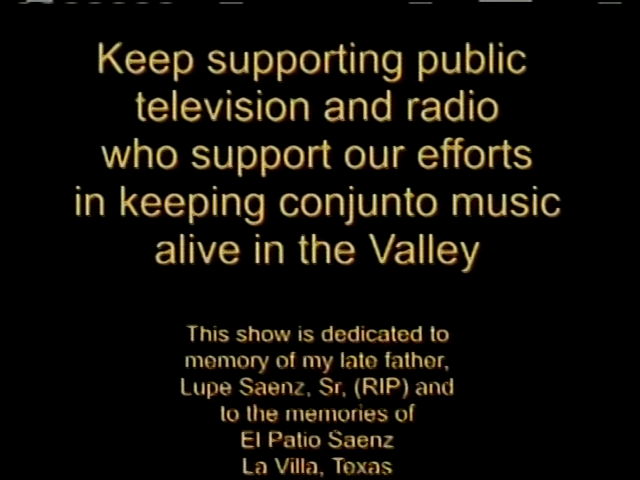 Keep supporting public
television and radio
who support our efforts
in keeping conjunto music
alive in the Valley
This show is dedicated to
memory of my late father,
Lupe Saenz, Sr, (RIP) and
to the memories of
El Patio Saenz
La Villa, Texas